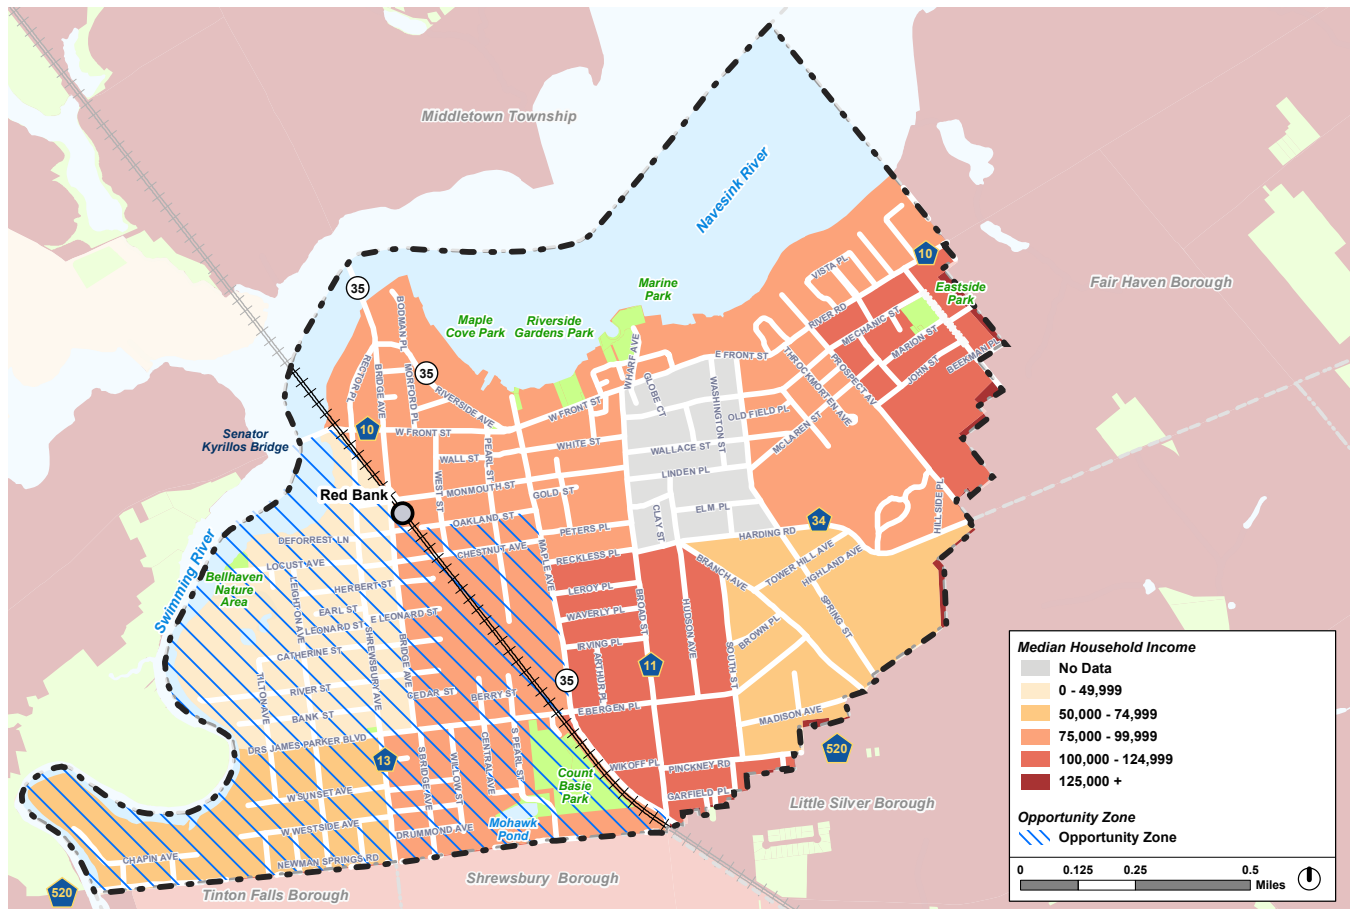 Middletown Township
Navesink River
Fair Haven Borough
Eastside
Park
10
VISTA PL
RIVER RD
MECHANIC ST
MARION ST
JOHN ST
BEEKMAN PL
PROSPECT AV
THROCKMORTEN AVE
35
Marine
Park
Maple
Cove Park
Riverside
Gardens Park
BODMAN PL
RECTOR PL
BRIDGE AVE
MORFORD PL
35
RIVERSIDE AVE
WHARF AVE
GLOBE CT
E FRONT ST
WASHINGTON ST
OLD FIELD PL
MCLAREN ST
W FRONT ST
10
W FRONT ST
Senator
Kyrillos Bridge
WALL ST
PEARL ST
WHITE ST
WALLACE ST
LINDEN PL
Red Bank
WEST ST
MONMOUTH ST
GOLD ST
CLAY ST
ELM PL
HILLSIDE PL
OAKLAND ST
PETERS PL
34
HARDING RD
DEFORREST LN
CHESTNUT AVE
MAPLE AVE
RECKLESS PL
BRANCH AVE
TOWER HILL AVE
HIGHLAND AVE
Swimming River
Bellhaven
Nature
Area
LOCUST AVE
LEIGHTON AVE
HERBERT ST
LEROY PL
BROAD ST
HUDSON AVE
SPRING ST
EARL ST
LEONARD ST
E LEONARD ST
WAVERLY PL
BROWN PL
CATHERINE ST
SHREWSBURY AVE
BRIDGE AVE
IRVING PL
ARTHUR PL
SOUTH ST
11
35
TILTON AVE
RIVER ST
CEDAR ST
BERRY ST
E BERGEN PL
MADISON AVE
BANK ST
DRS JAMES PARKER BLVD
S PEARL ST
13
S BRIDGE AVE
WILLOW ST
CENTRAL AVE
WIKOFF PL
PINCKNEY RD
520
Count
Basie
Park
W SUNSET AVE
GARFIELD PL
Little Silver Borough
W WESTSIDE AVE
DRUMMOND AVE
Mohawk
Pond
CHAPIN AVE
NEWMAN SPRINGS RD
520
Tinton Falls Borough
Shrewsbury Borough
Median Household Income
No Data
0 - 49,999
50,000 - 74,999
75,000 - 99,999
100,000 - 124,999
125,000 +
Opportunity Zone
Opportunity Zone
0 0.125 0.25 0.5
Miles